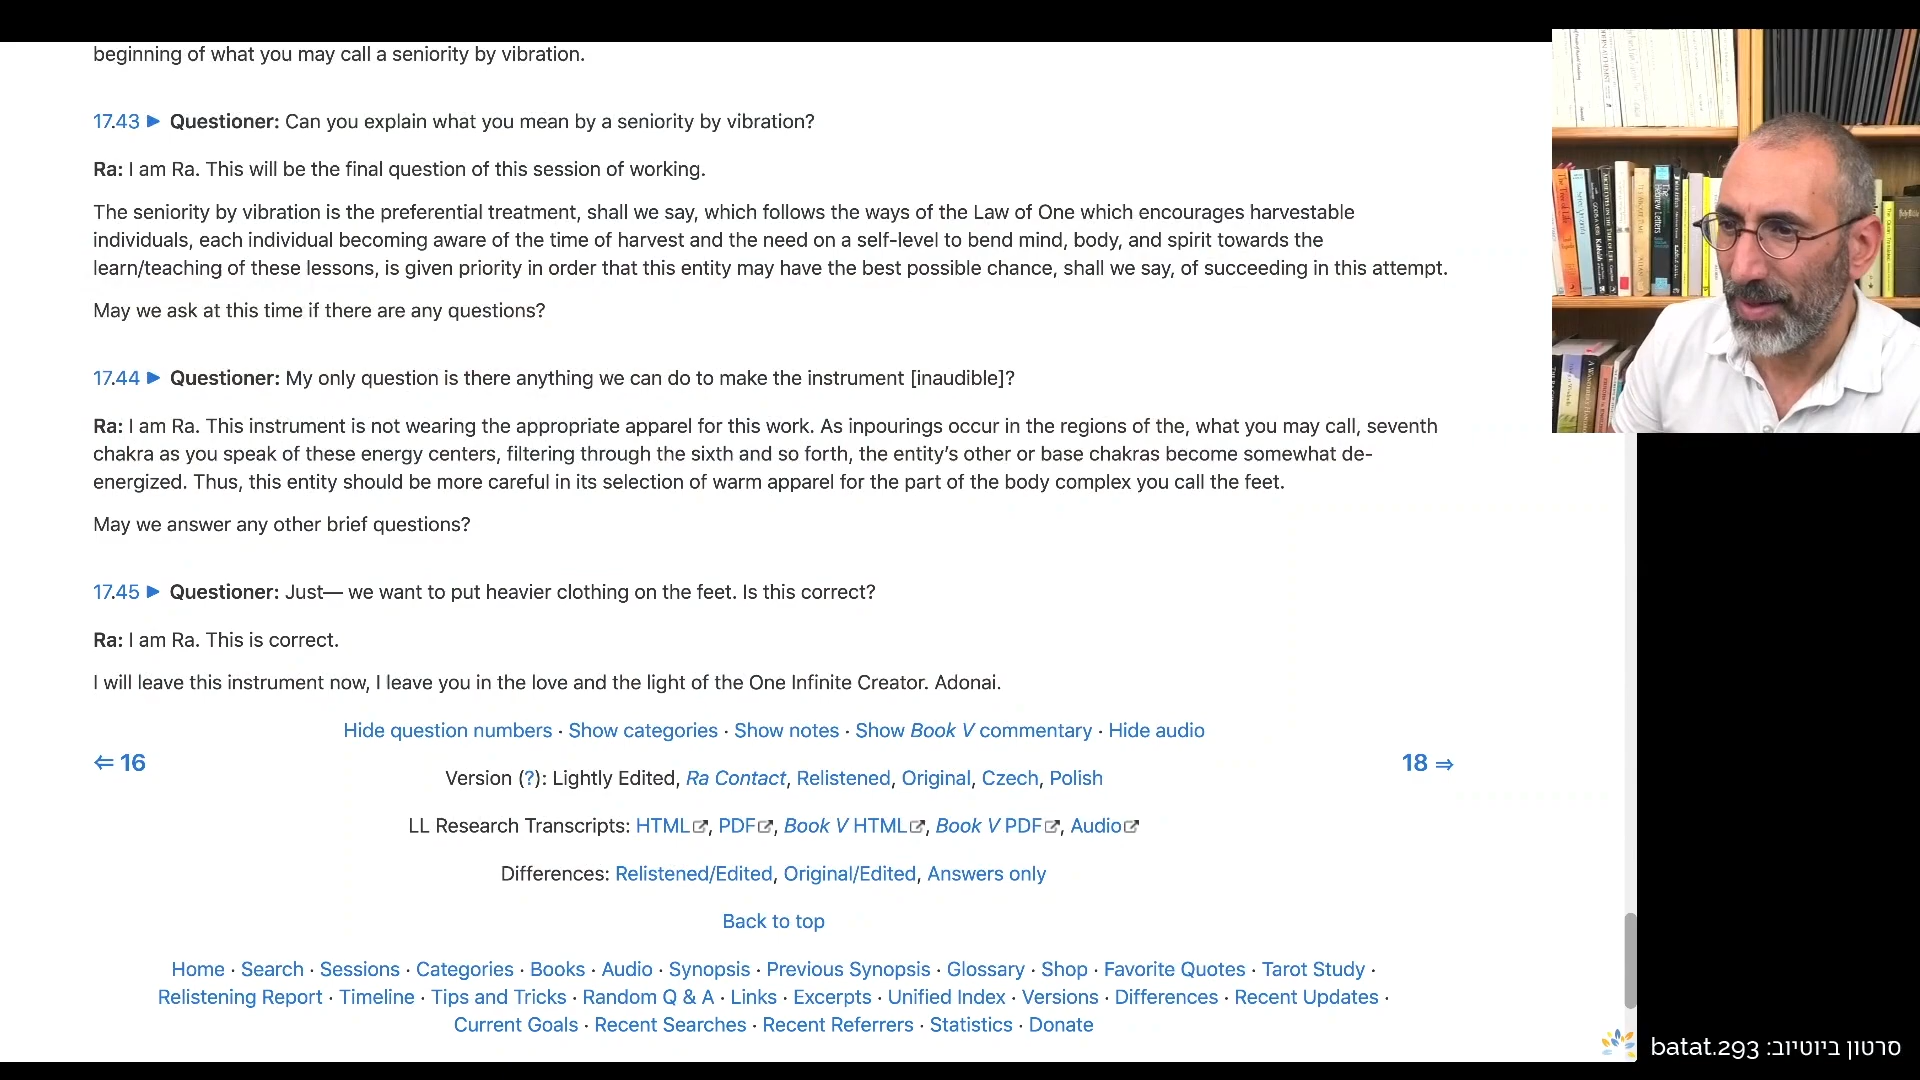 beginning of what you may call a seniority by vibration.
17.43 ► Questioner: Can you explain what you mean by a seniority by vibration?
Ra: I am Ra. This will be the final question of this session of working.
The seniority by vibration is the preferential treatment, shall we say, which follows the ways of the Law of One which encourages harvestable
individuals, each individual becoming aware of the time of harvest and the need on a self-level to bend mind, body, and spirit towards the
learn/teaching of these lessons, is given priority in order that this entity may have the best possible chance, shall we say, of succeeding in this attempt.
May we ask at this time if there are any questions?
17.44 ► Questioner: My only question is there anything we can do to make the instrument [inaudible]?
Ra: I am Ra. This instrument is not wearing the appropriate apparel for this work. As inpourings occur in the regions of the, what you may call, seventh
chakra as you speak of these energy centers, filtering through the sixth and so forth, the entity’s other or base chakras become somewhat de-
energized. Thus, this entity should be more careful in its selection of warm apparel for the part of the body complex you call the feet.
May we answer any other brief questions?
17.45 ► Questioner: Just— we want to put heavier clothing on the feet. Is this correct?
Ra: I am Ra. This is correct.
I will leave this instrument now, I leave you in the love and the light of the One Infinite Creator. Adonai.
Hide question numbers · Show categories · Show notes · Show Book V commentary · Hide audio
⇐ 16
18 ⇒
Version (?): Lightly Edited, Ra Contact, Relistened, Original, Czech, Polish
LL Research Transcripts: HTML, PDF, Book V HTML, Book V PDF, Audio
Differences: Relistened/Edited, Original/Edited, Answers only
Back to top
Home · Search · Sessions · Categories · Books · Audio · Synopsis · Previous Synopsis · Glossary · Shop · Favorite Quotes · Tarot Study ·
Relistening Report · Timeline · Tips and Tricks · Random Q & A · Links · Excerpts · Unified Index · Versions · Differences · Recent Updates ·
Current Goals · Recent Searches · Recent Referrers · Statistics · Donate
סרטון ביוטיוב: batat.293